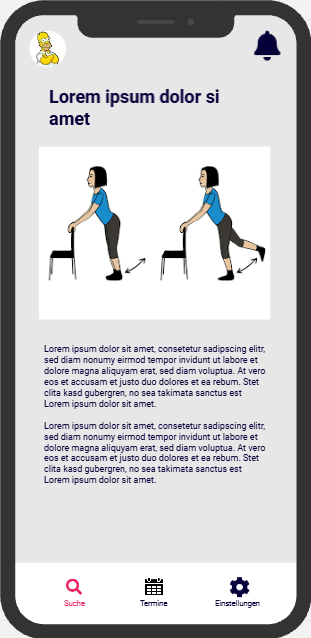 Lorem ipsum dolor si
amet
Lorem ipsum dolor sit amet, consetetur sadipscing elitr,
sed diam nonumy eirmod tempor invidunt ut labore et
dolore magna aliquyam erat, sed diam voluptua. At vero
eos et accusam et justo duo dolores et ea rebum. Stet
clita kasd gubergren, no sea takimata sanctus est
Lorem ipsum dolor sit amet.
Lorem ipsum dolor sit amet, consetetur sadipscing elitr,
sed diam nonumy eirmod tempor invidunt ut labore et
dolore magna aliquyam erat, sed diam voluptua. At vero
eos et accusam et justo duo dolores et ea rebum. Stet
clita kasd gubergren, no sea takimata sanctus est
Lorem ipsum dolor sit amet.
Suche
Termine
Einstellungen